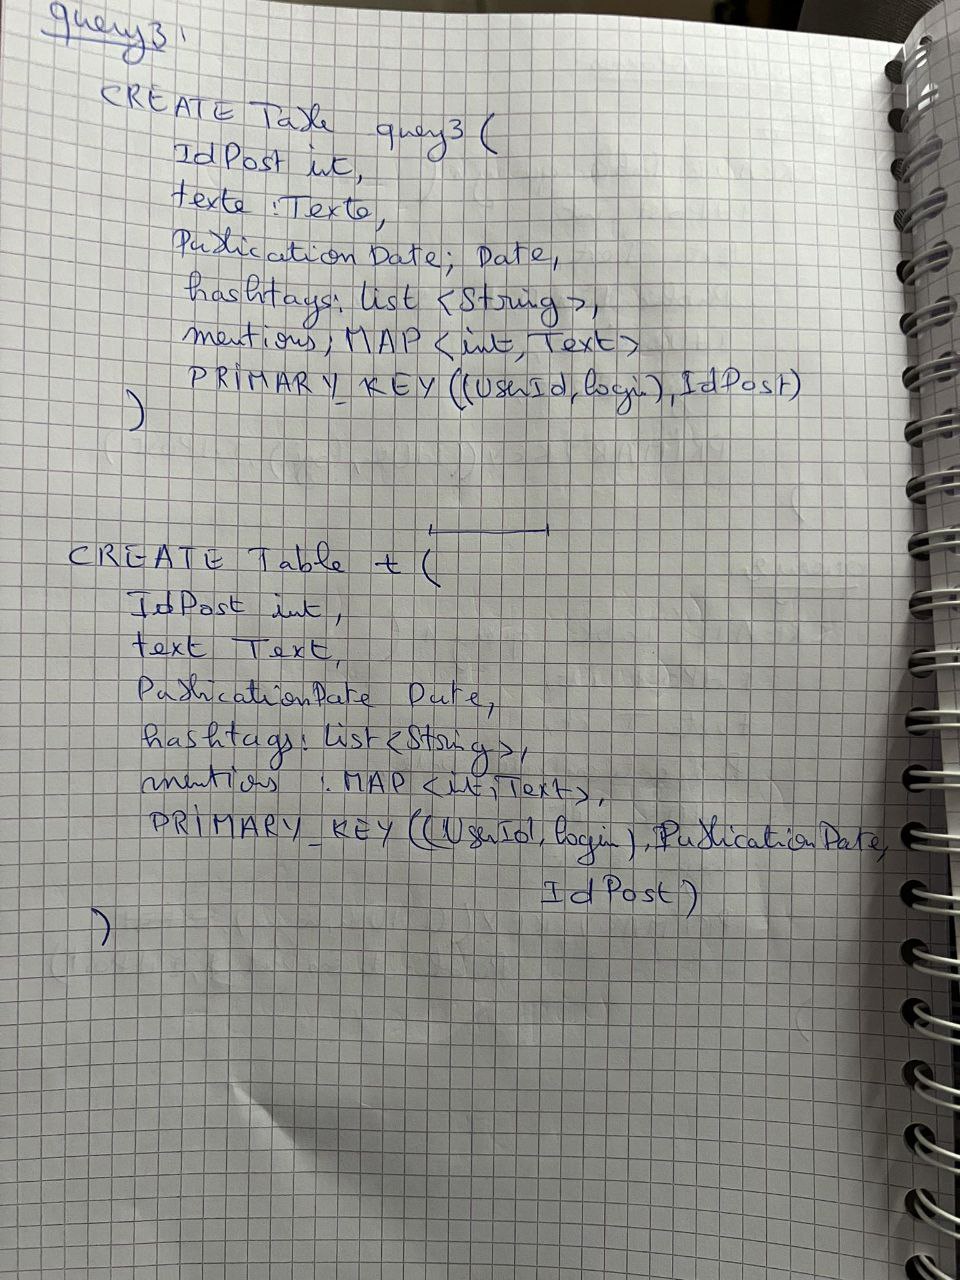 query3!
CREATE Table query3 (
IdPost int,
texte : Texte,
Publication Date; Date,
hashtags: list <String>,
mentions; MAP <int, Text>
PRIMARY_KEY ((UserId, login), IdPost)
)
CREATE Table t (
IdPost int,
text Text,
PublicationDate Date,
hashtags: list <String>,
mentions : MAP <int, Text>,
PRIMARY_KEY ((UserId, login), PublicationDate,
IdPost)
)